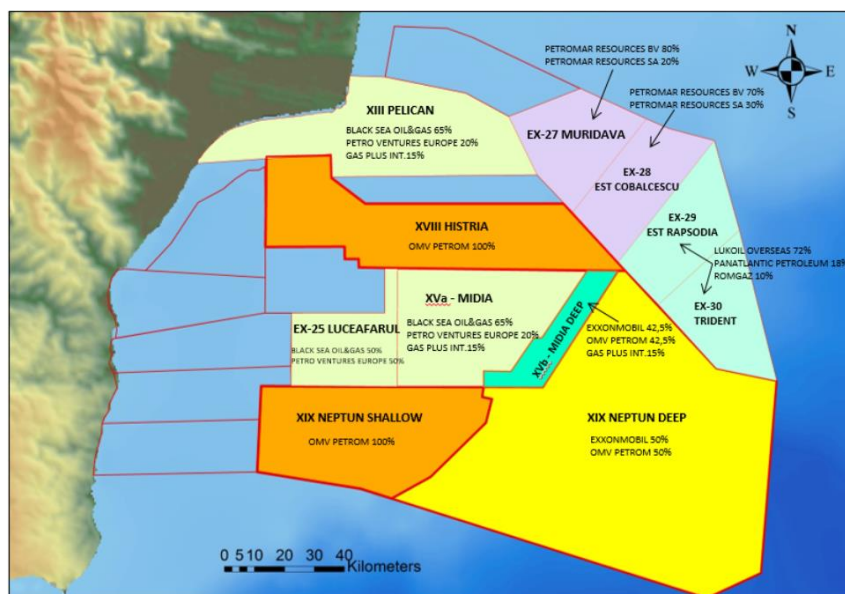 PETROMAR RESOURCES BV 80%
PETROMAR RESOURCES SA 20%
N
W
E
S
PETROMAR RESOURCES BV 70%
PETROMAR RESOURCES SA 30%
XIII PELICAN
BLACK SEA OIL&GAS 65%
PETRO VENTURES EUROPE 20%
GAS PLUS INT.15%
EX-27 MURIDAVA
EX-28
EST COBALCESCU
XVIII HISTRIA
OMV PETROM 100%
EX-29
EST RAPSODIA
LUKOIL OVERSEAS 72%
PANATLANTIC PETROLEUM 18%
ROMGAZ 10%
EX-30
TRIDENT
XVa - MIDIA
BLACK SEA OIL&GAS 65%
PETRO VENTURES EUROPE 20%
GAS PLUS INT.15%
EX-25 LUCEAFARUL
BLACK SEA OIL&GAS 50%
PETRO VENTURES EUROPE 50%
XVb - MIDIA DEEP
EXXONMOBIL 42,5%
OMV PETROM 42,5%
GAS PLUS INT.15%
XIX NEPTUN SHALLOW
OMV PETROM 100%
XIX NEPTUN DEEP
EXXONMOBIL 50%
OMV PETROM 50%
0 5 10 20 30 40
Kilometers